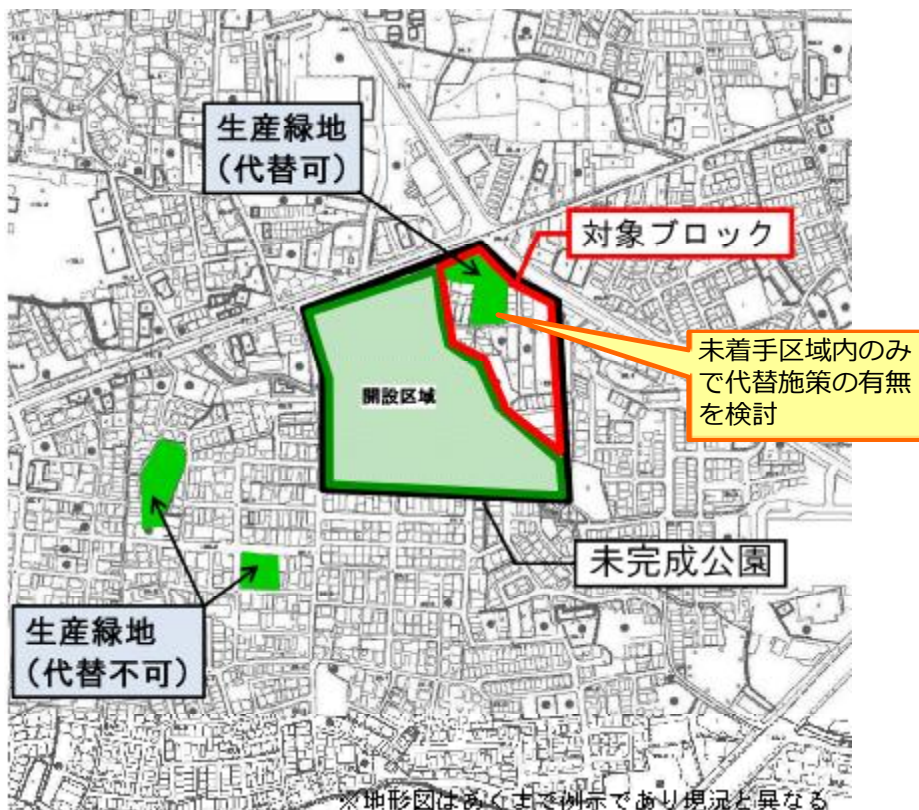 生産緑地
(代替可)
対象ブロック
未着手区域内のみ
で代替施策の有無
を検討
開設区域
未完成公園
生産緑地
(代替不可)
※地形図はあくまで例示であり現況と異なる